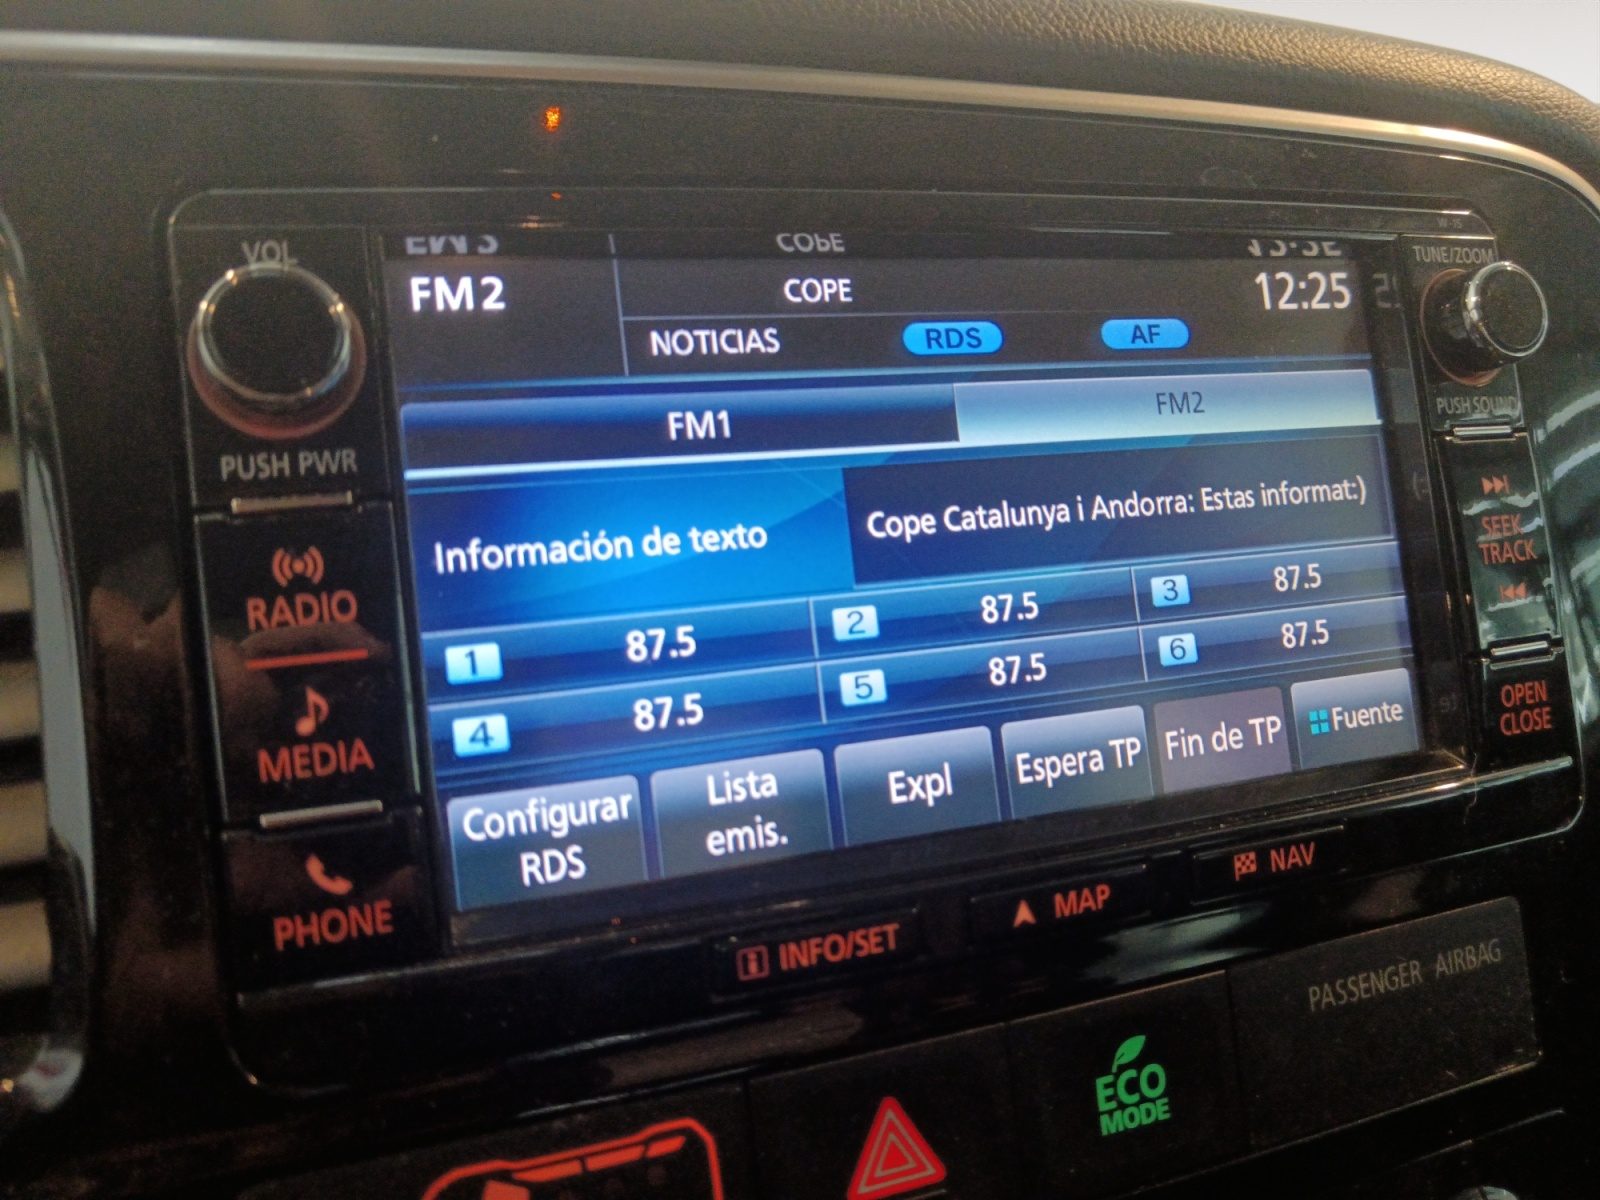 VOL
PUSH PWR
RADIO
MEDIA
PHONE
FM2
COPE
12:25
NOTICIAS
RDS
AF
FM1
FM2
Información de texto
Cope Catalunya i Andorra: Estas informat:)
1 87.5
2 87.5
3 87.5
4 87.5
5 87.5
6 87.5
Configurar
RDS
Lista
emis.
Expl
Espera TP
Fin de TP
Fuente
TUNE/ZOOM
PUSH SOUND
SEEK
TRACK
OPEN
CLOSE
INFO/SET
MAP
NAV
PASSENGER AIRBAG
ECO
MODE